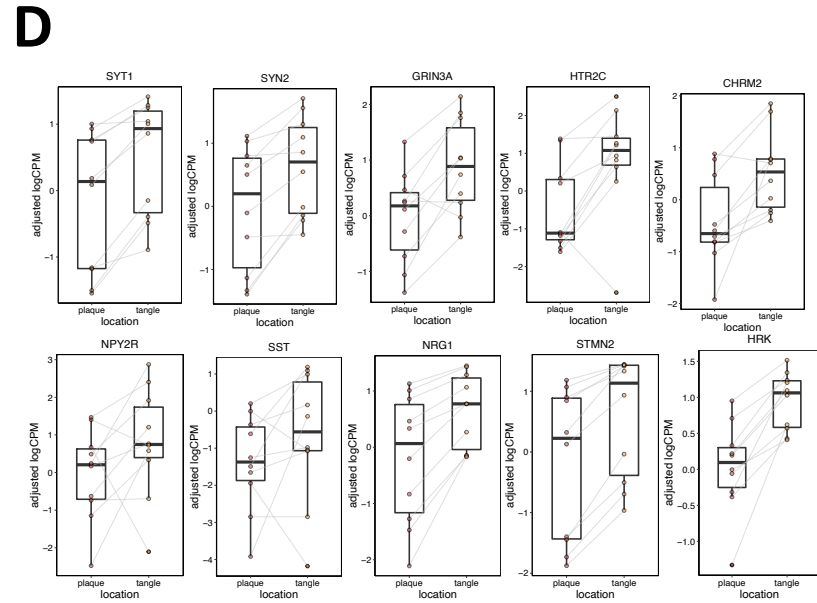 D
SYT1
adjusted logCPM
1
0
−1
plaque tangle
location
SYN2
adjusted logCPM
1
0
−1
plaque tangle
location
GRIN3A
adjusted logCPM
2
1
0
−1
plaque tangle
location
HTR2C
adjusted logCPM
2
1
0
−1
−2
plaque tangle
location
CHRM2
adjusted logCPM
2
1
0
−1
−2
plaque tangle
location
NPY2R
adjusted logCPM
3
2
1
0
−1
−2
plaque tangle
location
SST
adjusted logCPM
1
0
−1
−2
−3
−4
plaque tangle
location
NRG1
adjusted logCPM
1
0
−1
−2
plaque tangle
location
STMN2
adjusted logCPM
1
0
−1
−2
plaque tangle
location
HRK
adjusted logCPM
1.5
1.0
0.5
0.0
−0.5
−1.0
plaque tangle
location